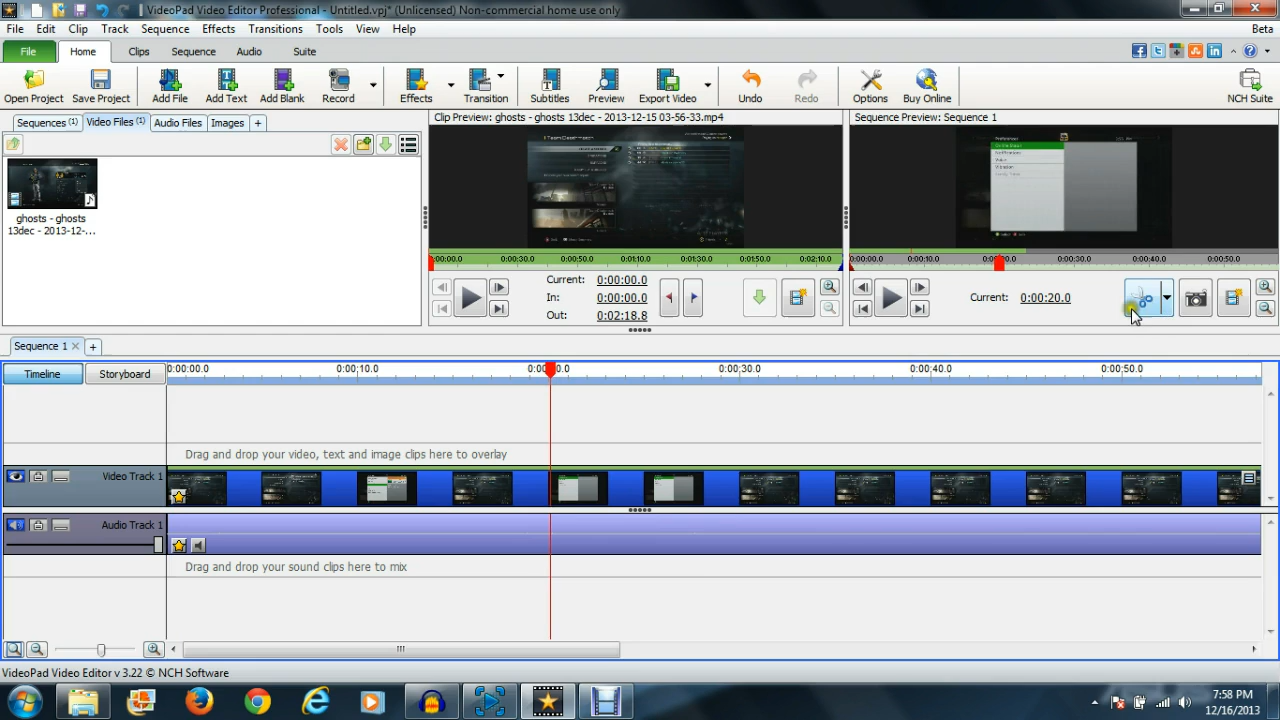 VideoPad Video Editor Professional - Untitled.vpj* (Unlicensed) Non-commercial home use only
File Edit Clip Track Sequence Effects Transitions Tools View Help Beta
File Home Clips Sequence Audio Suite
Open Project Save Project Add File Add Text Add Blank Record Effects Transition Subtitles Preview Export Video Undo Redo Options Buy Online NCH Suite
Sequences (1) Video Files (1) Audio Files Images +
Clip Preview: ghosts - ghosts 13dec - 2013-12-15 03-56-33.mp4
Sequence Preview: Sequence 1
Team Deathmatch
Preferences
ghosts - ghosts
13dec - 2013-12-...
0:00:00.0 0:00:30.0 0:00:50.0 0:01:10.0 0:01:30.0 0:01:50.0 0:02:10.0
0:00:00.0 0:00:10.0 0:00:30.0 0:00:40.0 0:00:50.0
Current: 0:00:00.0
In: 0:00:00.0
Out: 0:02:18.8
Current: 0:00:20.0
Sequence 1 × +
Timeline Storyboard
0:00:00.0 0:00:10.0 0:00:30.0 0:00:40.0 0:00:50.0
Drag and drop your video, text and image clips here to overlay
Video Track 1
Audio Track 1
Drag and drop your sound clips here to mix
VideoPad Video Editor v 3.22 © NCH Software
7:58 PM
12/16/2013